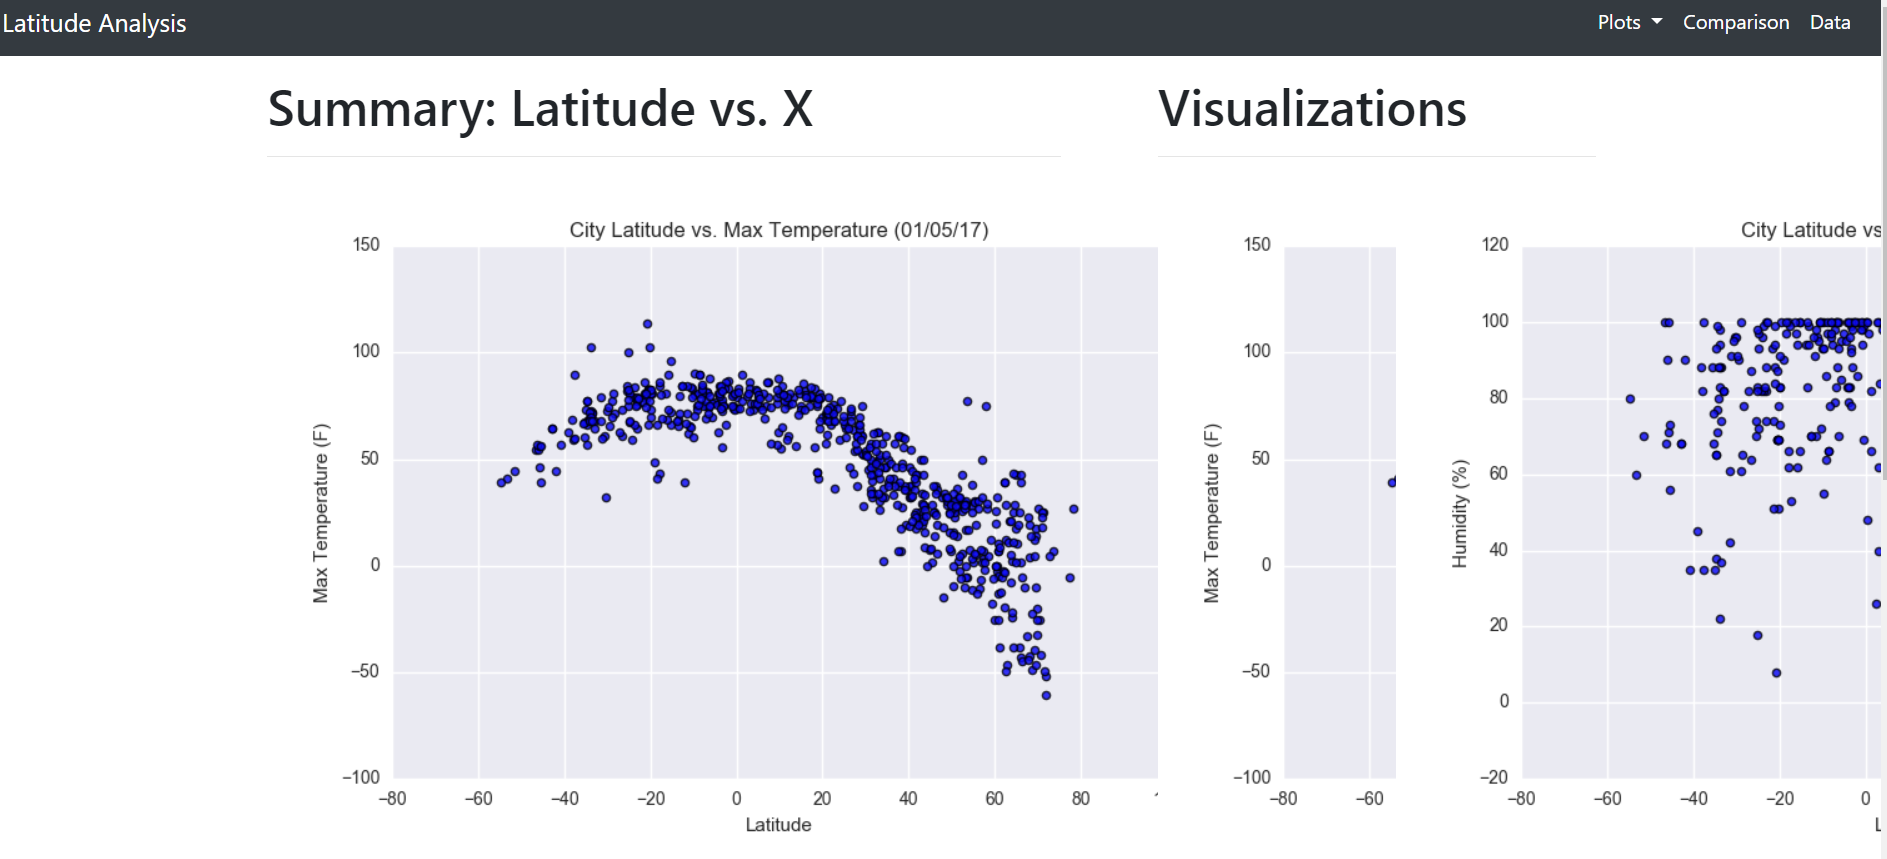 Latitude Analysis
Plots Comparison Data
Summary: Latitude vs. X
Visualizations
City Latitude vs. Max Temperature (01/05/17)
150
100
50
0
−50
−100
Max Temperature (F)
−80 −60 −40 −20 0 20 40 60 80
Latitude
150
100
50
0
−50
−100
Max Temperature (F)
−80 −60
City Latitude vs
120
100
80
60
40
20
0
−20
Humidity (%)
−80 −60 −40 −20 0
L